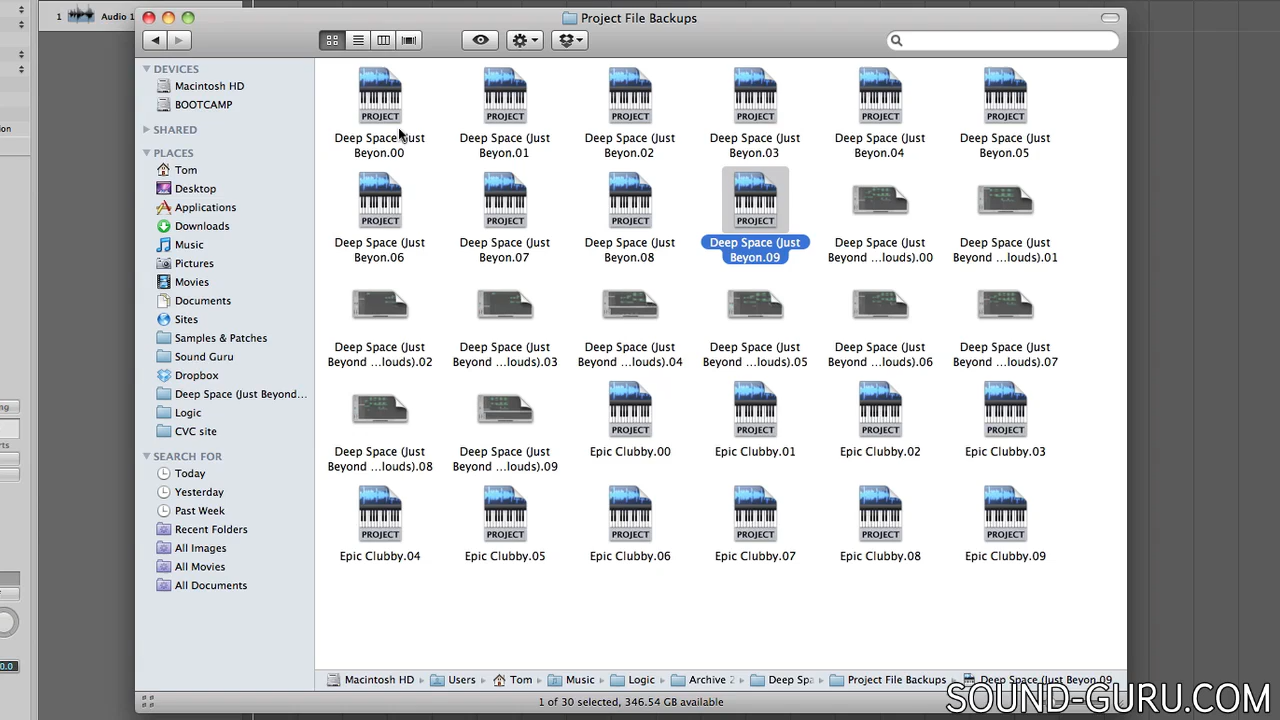 1 Audio 1
Project File Backups
DEVICES
Macintosh HD
BOOTCAMP
SHARED
PLACES
Tom
Desktop
Applications
Downloads
Music
Pictures
Movies
Documents
Sites
Samples & Patches
Sound Guru
Dropbox
Deep Space (Just Beyond...
Logic
CVC site
SEARCH FOR
Today
Yesterday
Past Week
Recent Folders
All Images
All Movies
All Documents
PROJECT PROJECT PROJECT PROJECT PROJECT PROJECT
Deep Space (Just Deep Space (Just Deep Space (Just Deep Space (Just Deep Space (Just Deep Space (Just
Beyon.00 Beyon.01 Beyon.02 Beyon.03 Beyon.04 Beyon.05
PROJECT PROJECT PROJECT PROJECT
Deep Space (Just Deep Space (Just Deep Space (Just Deep Space (Just Deep Space (Just Deep Space (Just
Beyon.06 Beyon.07 Beyon.08 Beyon.09 Beyond ...louds).00 Beyond ...louds).01
Deep Space (Just Deep Space (Just Deep Space (Just Deep Space (Just Deep Space (Just Deep Space (Just
Beyond ...louds).02 Beyond ...louds).03 Beyond ...louds).04 Beyond ...louds).05 Beyond ...louds).06 Beyond ...louds).07
PROJECT PROJECT PROJECT PROJECT
Deep Space (Just Deep Space (Just Epic Clubby.00 Epic Clubby.01 Epic Clubby.02 Epic Clubby.03
Beyond ...louds).08 Beyond ...louds).09
PROJECT PROJECT PROJECT PROJECT PROJECT PROJECT
Epic Clubby.04 Epic Clubby.05 Epic Clubby.06 Epic Clubby.07 Epic Clubby.08 Epic Clubby.09
Macintosh HD Users Tom Music Logic Archive 2 Deep Spa Project File Backups Deep Space (Just Beyon.09
1 of 30 selected, 346.54 GB available
SOUND-GURU.COM